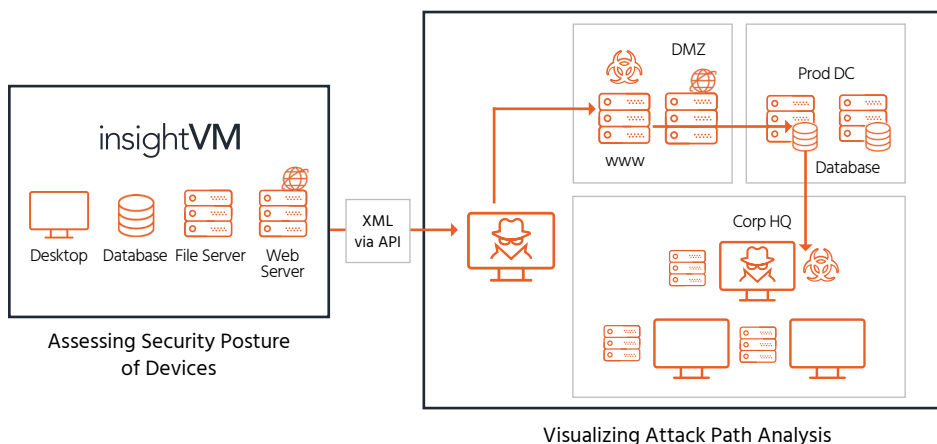 insightVM
Desktop
Database
File Server
Web
Server
Assessing Security Posture
of Devices
XML
via API
DMZ
www
Prod DC
Database
Corp HQ
Visualizing Attack Path Analysis